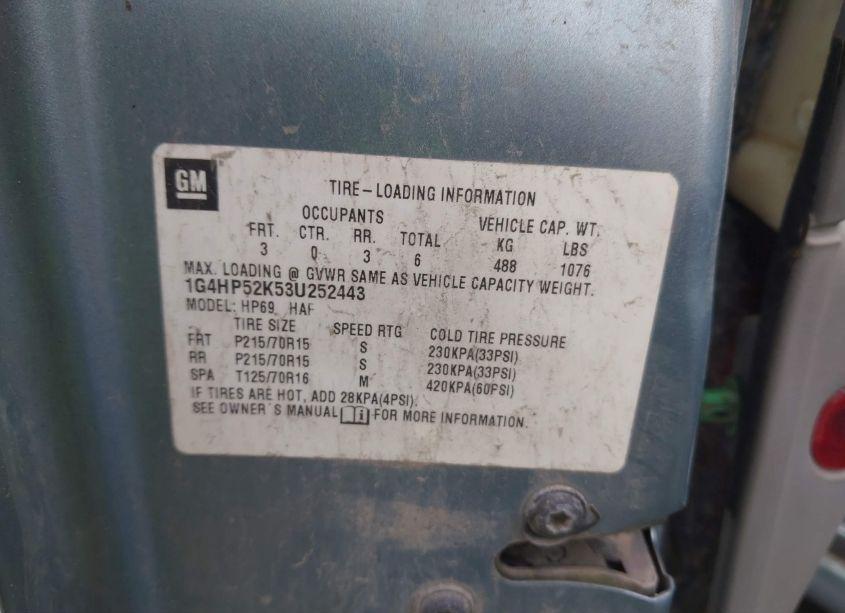 GM
TIRE-LOADING INFORMATION
OCCUPANTS VEHICLE CAP. WT.
FRT. CTR. RR. TOTAL KG LBS
3 0 3 6 488 1076
MAX. LOADING @ GVWR SAME AS VEHICLE CAPACITY WEIGHT.
1G4HP52K53U252443
MODEL: HP69 HAF
TIRE SIZE SPEED RTG COLD TIRE PRESSURE
FRT P215/70R15 S 230KPA(33PSI)
RR P215/70R15 S 230KPA(33PSI)
SPA T125/70R16 M 420KPA(60PSI)
IF TIRES ARE HOT, ADD 28KPA(4PSI).
SEE OWNER'S MANUAL i FOR MORE INFORMATION.